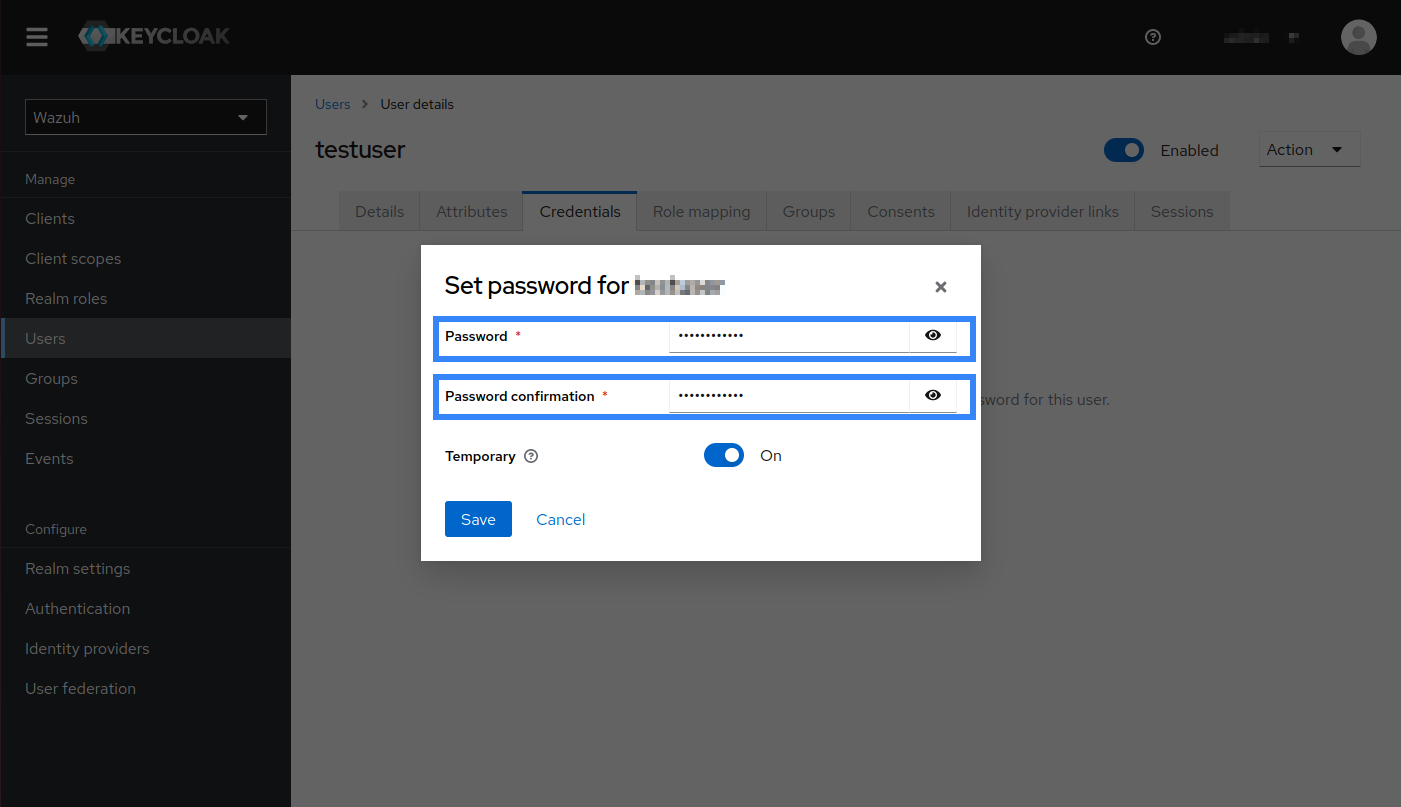 KEYCLOAK
Wazuh
Manage
Clients
Client scopes
Realm roles
Users
Groups
Sessions
Events
Configure
Realm settings
Authentication
Identity providers
User federation
Users > User details
testuser
Enabled
Action
Details Attributes Credentials Role mapping Groups Consents Identity provider links Sessions
Set password for
Password *
••••••••••••
Password confirmation *
••••••••••••
for this user.
Temporary
On
Save Cancel